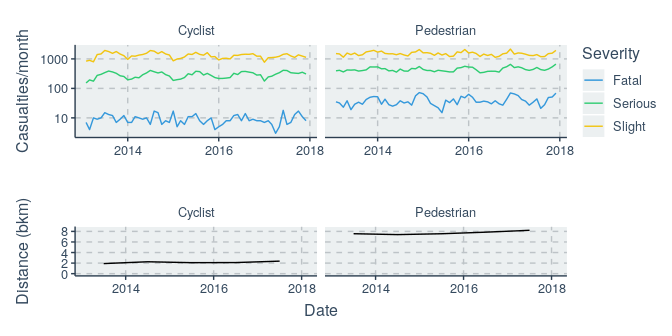 Cyclist Pedestrian
Casualties/month
1000
100
10
2014 2016 2018 2014 2016 2018
Severity
Fatal
Serious
Slight
Cyclist Pedestrian
Distance (bkm)
8
6
4
2
0
2014 2016 2018 2014 2016 2018
Date